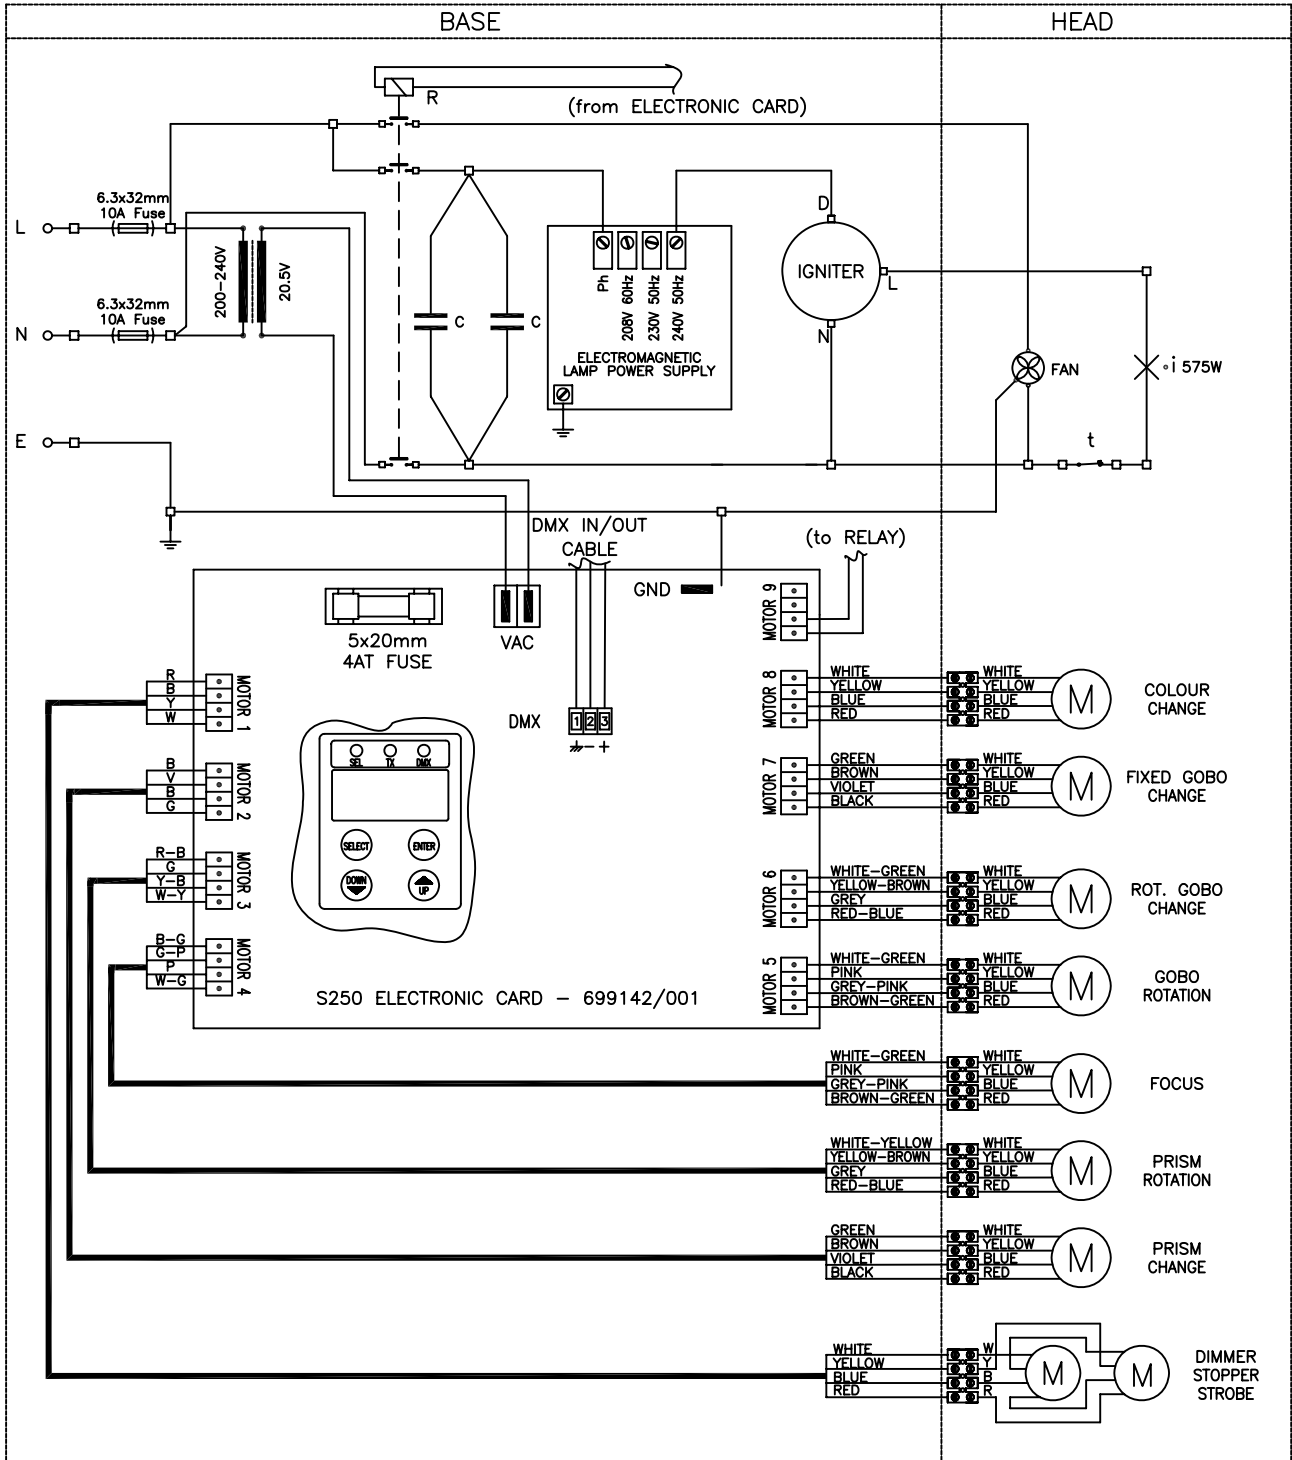 BASE
HEAD
R
(from ELECTRONIC CARD)
6.3x32mm
10A Fuse
L
D
IGNITER
L
N
200-240V
20.5V
Ph
208V 60Hz
230V 50Hz
240V 50Hz
6.3x32mm
10A Fuse
N
C
C
ELECTROMAGNETIC
LAMP POWER SUPPLY
FAN
i 575W
E
t
DMX IN/OUT
CABLE
(to RELAY)
GND
5x20mm
4AT FUSE
VAC
MOTOR 9
R
B
Y
W
MOTOR 1
DMX
1 2 3
- +
MOTOR 8
WHITE
YELLOW
BLUE
RED
WHITE
YELLOW
BLUE
RED
M
COLOUR
CHANGE
B
V
B
G
MOTOR 2
SEL TX DMX
SELECT
ENTER
DOWN
UP
MOTOR 7
GREEN
BROWN
VIOLET
BLACK
WHITE
YELLOW
BLUE
RED
M
FIXED GOBO
CHANGE
R-B
G
Y-B
W-Y
MOTOR 3
MOTOR 6
WHITE-GREEN
YELLOW-BROWN
GREY
RED-BLUE
WHITE
YELLOW
BLUE
RED
M
ROT. GOBO
CHANGE
B-G
G-P
P
W-G
MOTOR 4
S250 ELECTRONIC CARD - 699142/001
MOTOR 5
WHITE-GREEN
PINK
GREY-PINK
BROWN-GREEN
WHITE
YELLOW
BLUE
RED
M
GOBO
ROTATION
WHITE-GREEN
PINK
GREY-PINK
BROWN-GREEN
WHITE
YELLOW
BLUE
RED
M
FOCUS
WHITE-YELLOW
YELLOW-BROWN
GREY
RED-BLUE
WHITE
YELLOW
BLUE
RED
M
PRISM
ROTATION
GREEN
BROWN
VIOLET
BLACK
WHITE
YELLOW
BLUE
RED
M
PRISM
CHANGE
WHITE
YELLOW
BLUE
RED
W
Y
B
R
M
M
DIMMER
STOPPER
STROBE